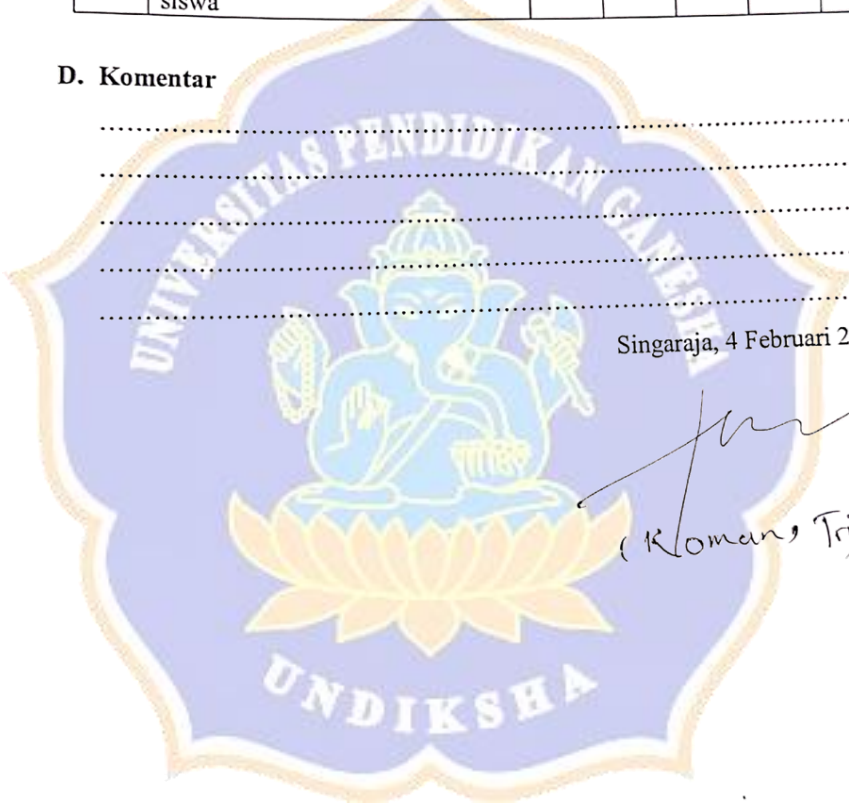 siswa
D. Komentar
................................................................
................................................................
................................................................
................................................................
................................................................
UNIVERSITAS PENDIDIKAN GANESHA
Singaraja, 4 Februari 2
(Koman, Tri
UNDIKSHA